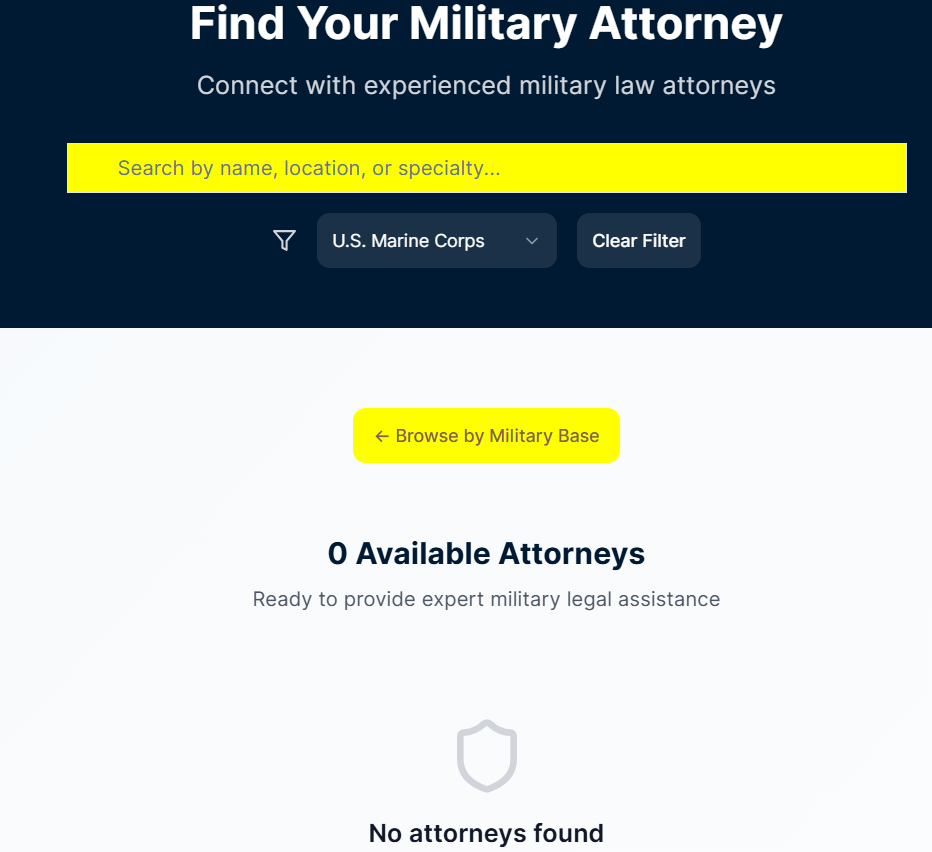 Find Your Military Attorney
Connect with experienced military law attorneys
Search by name, location, or specialty...
U.S. Marine Corps
Clear Filter
← Browse by Military Base
0 Available Attorneys
Ready to provide expert military legal assistance
No attorneys found